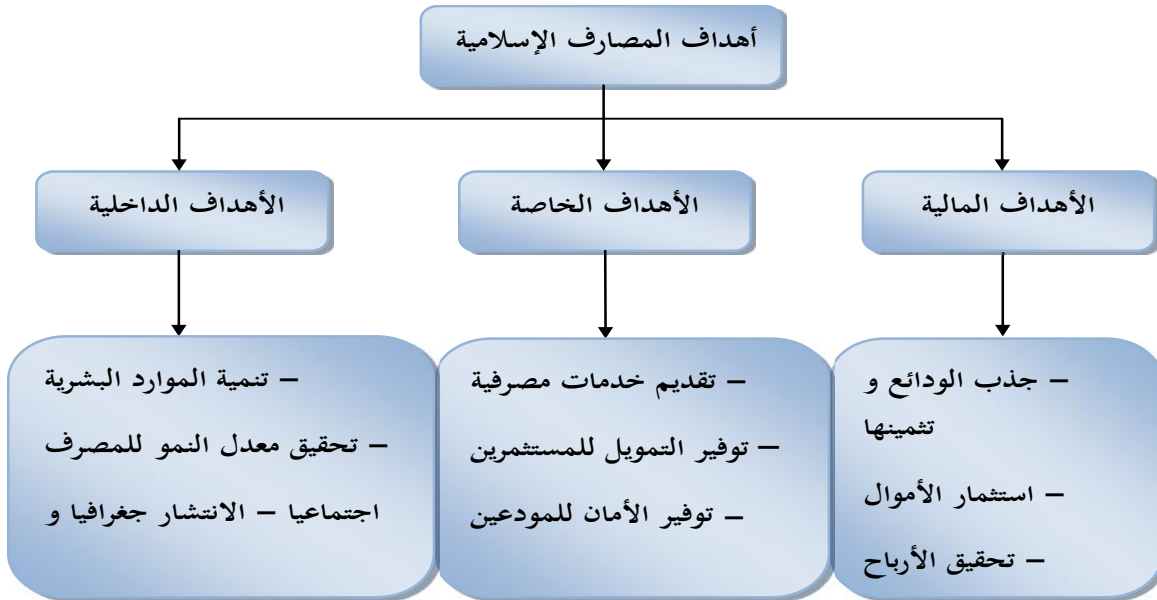 أهداف المصارف الإسلامية
الأهداف المالية
الأهداف الخاصة
الأهداف الداخلية
– جذب الودائع و
تثمينها
– استثمار الأموال
– تحقيق الأرباح
– تقديم خدمات مصرفية
– توفير التمويل للمستثمرين
– توفير الأمان للمودعين
– تنمية الموارد البشرية
– تحقيق معدل النمو للمصرف
اجتماعيا – الانتشار جغرافيا و